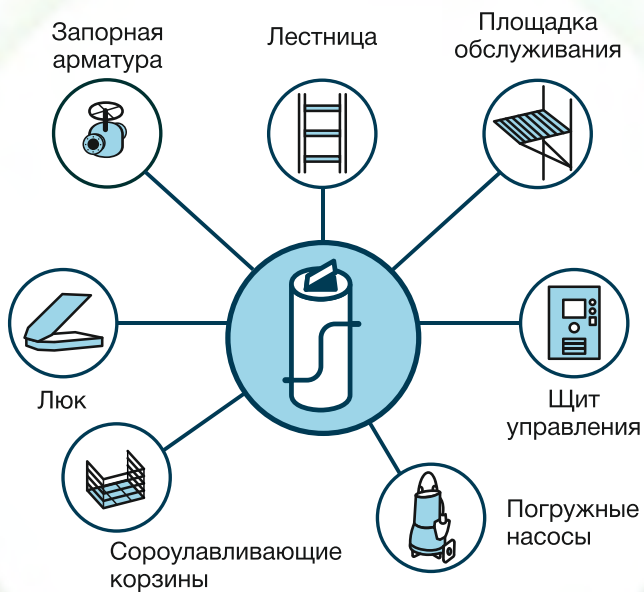 Запорная
арматура
Лестница
Площадка
обслуживания
Люк
Щит
управления
Сороулавливающие
корзины
Погружные
насосы